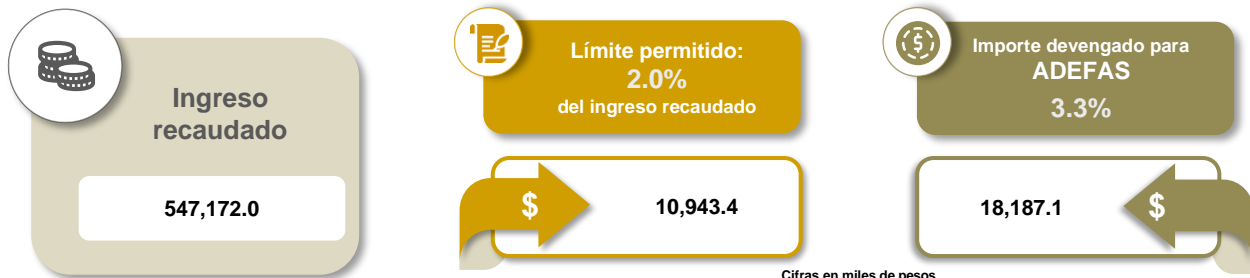 Ingreso
recaudado
547,172.0
Límite permitido:
2.0%
del ingreso recaudado
$
10,943.4
Importe devengado para
ADEFAS
3.3%
18,187.1
$
Cifras en miles de pesos